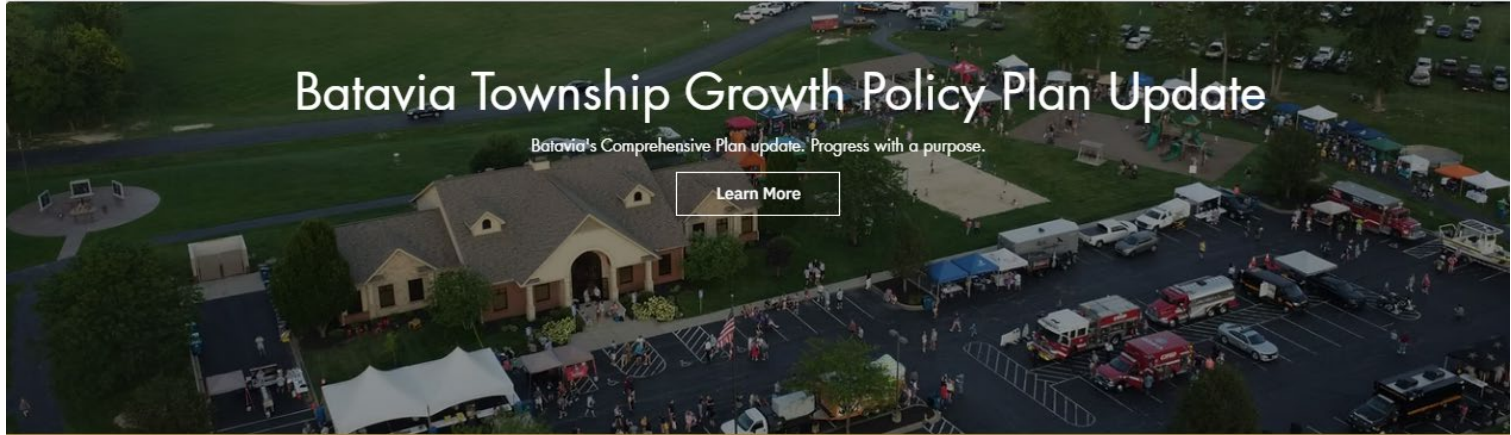 Batavia Township Growth Policy Plan Update
Batavia's Comprehensive Plan update. Progress with a purpose.
Learn More